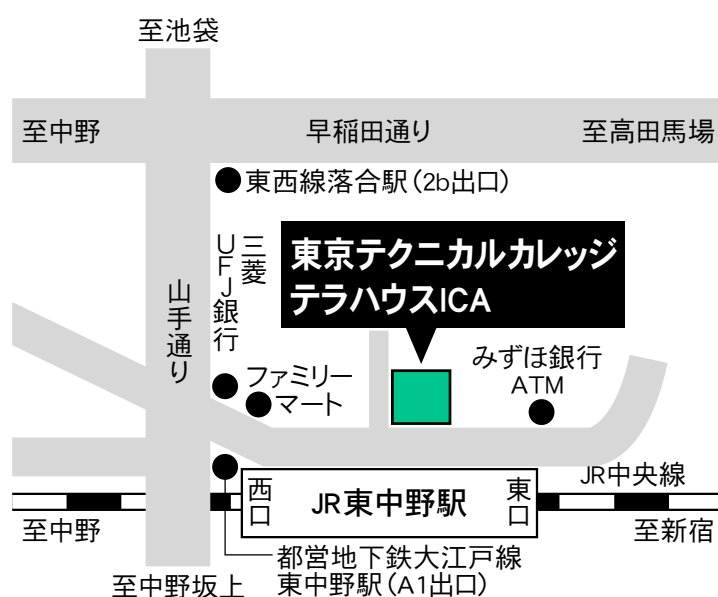 至池袋
至中野
早稲田通り
至高田馬場
東西線落合駅（2b出口）
三菱
UFJ銀行
東京テクニカルカレッジ
テラハウスICA
山手通り
ファミリー
マート
みずほ銀行
ATM
西口
JR東中野駅
東口
JR中央線
至中野
至新宿
都営地下鉄大江戸線
東中野駅（A1出口）
至中野坂上